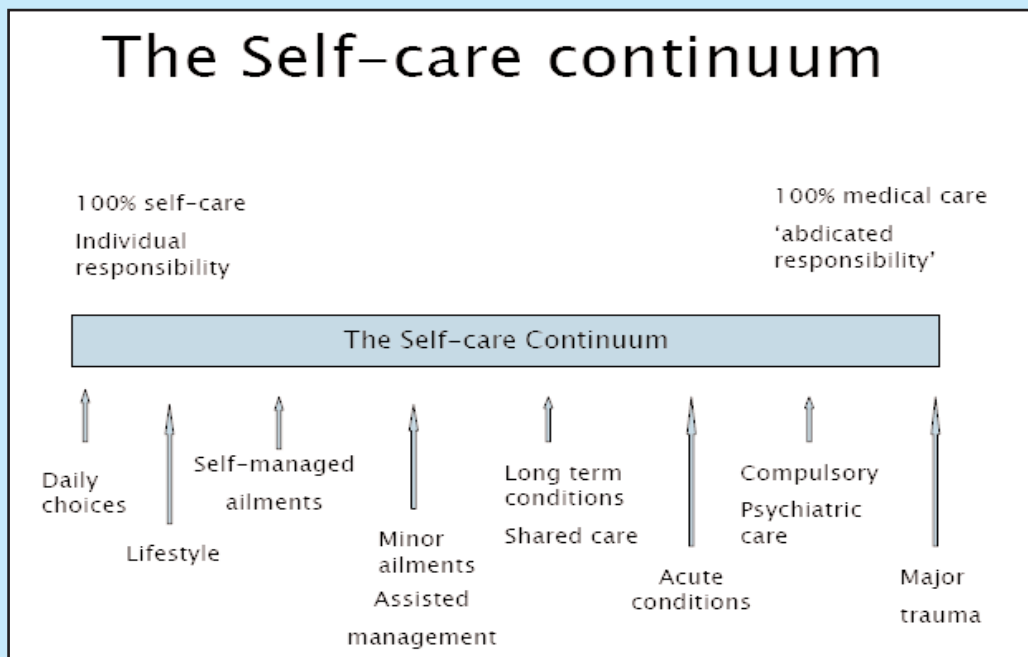 The Self-care continuum
100% self-care
Individual
responsibility
100% medical care
‘abdicated
responsibility’
The Self-care Continuum
Daily
choices
Lifestyle
Self-managed
ailments
Minor
ailments
Assisted
management
Long term
conditions
Shared care
Acute
conditions
Compulsory
Psychiatric
care
Major
trauma